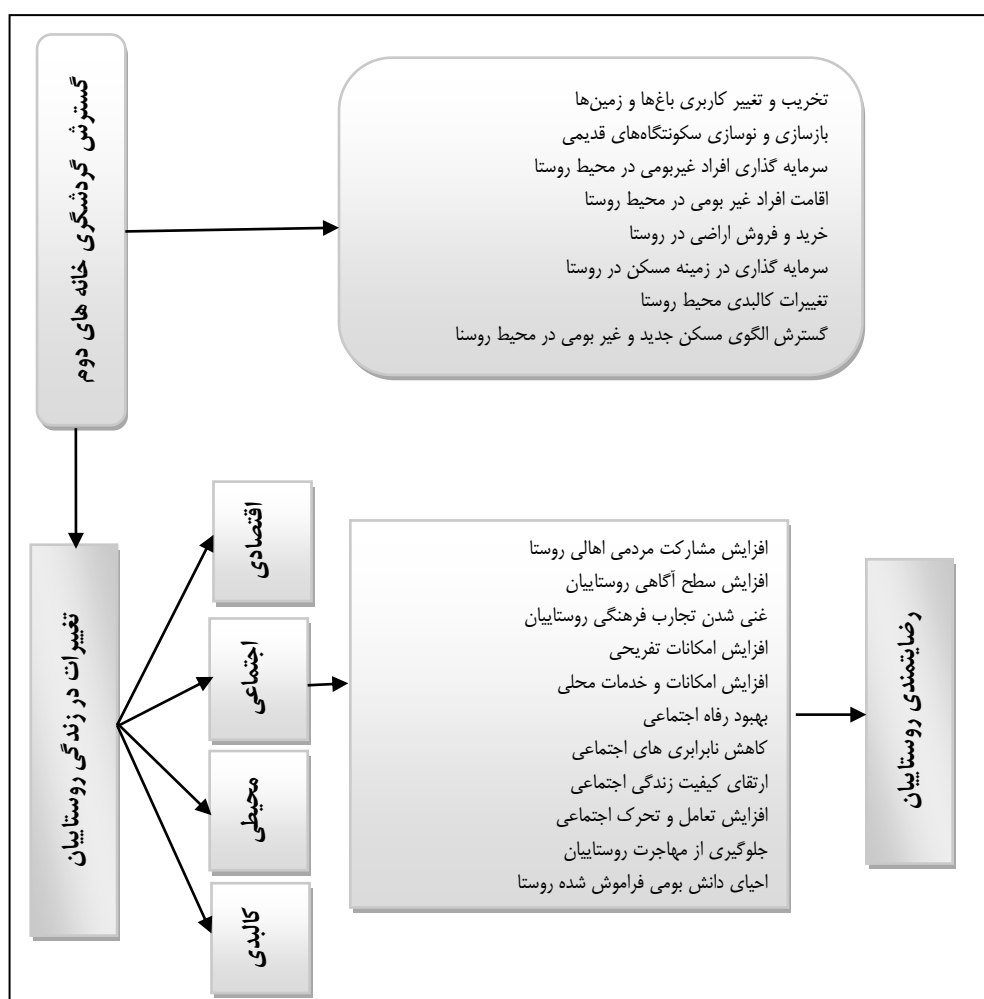 گسترش گردشگری خانه های دوم
تخریب و تغییر کاربری باغ‌ها و زمین‌ها
بازسازی و نوسازی سکونتگاه‌های قدیمی
سرمایه گذاری افراد غیربومی در محیط روستا
اقامت افراد غیر بومی در محیط روستا
خرید و فروش اراضی در روستا
سرمایه گذاری در زمینه مسکن در روستا
تغییرات کالبدی محیط روستا
گسترش الگوی مسکن جدید و غیر بومی در محیط روسنا
تغییرات در زندگی روستاییان
اقتصادی
اجتماعی
محیطی
کالبدی
افزایش مشارکت مردمی اهالی روستا
افزایش سطح آگاهی روستاییان
غنی شدن تجارب فرهنگی روستاییان
افزایش امکانات تفریحی
افزایش امکانات و خدمات محلی
بهبود رفاه اجتماعی
کاهش نابرابری های اجتماعی
ارتقای کیفیت زندگی اجتماعی
افزایش تعامل و تحرک اجتماعی
جلوگیری از مهاجرت روستاییان
احیای دانش بومی فراموش شده روستا
رضایتمندی روستاییان